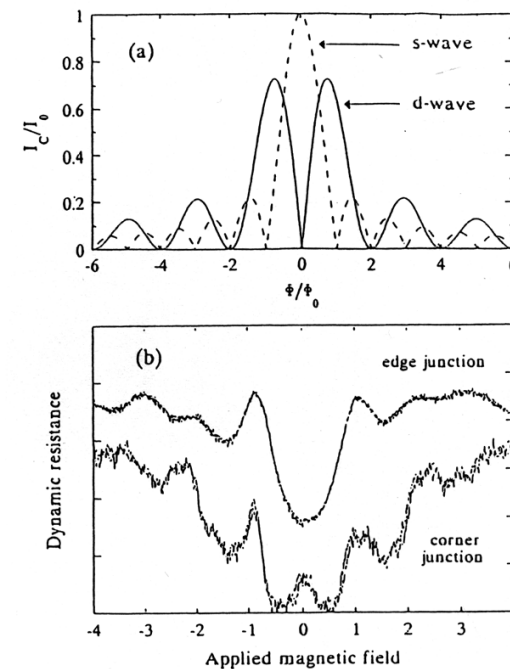 (a)
s-wave
d-wave
1
0.8
0.6
0.4
0.2
0
I_C/I_0
-6 -4 -2 0 2 4 6
Φ/Φ_0
(b)
edge junction
corner
junction
Dynamic resistance
-4 -3 -2 -1 0 1 2 3
Applied magnetic field